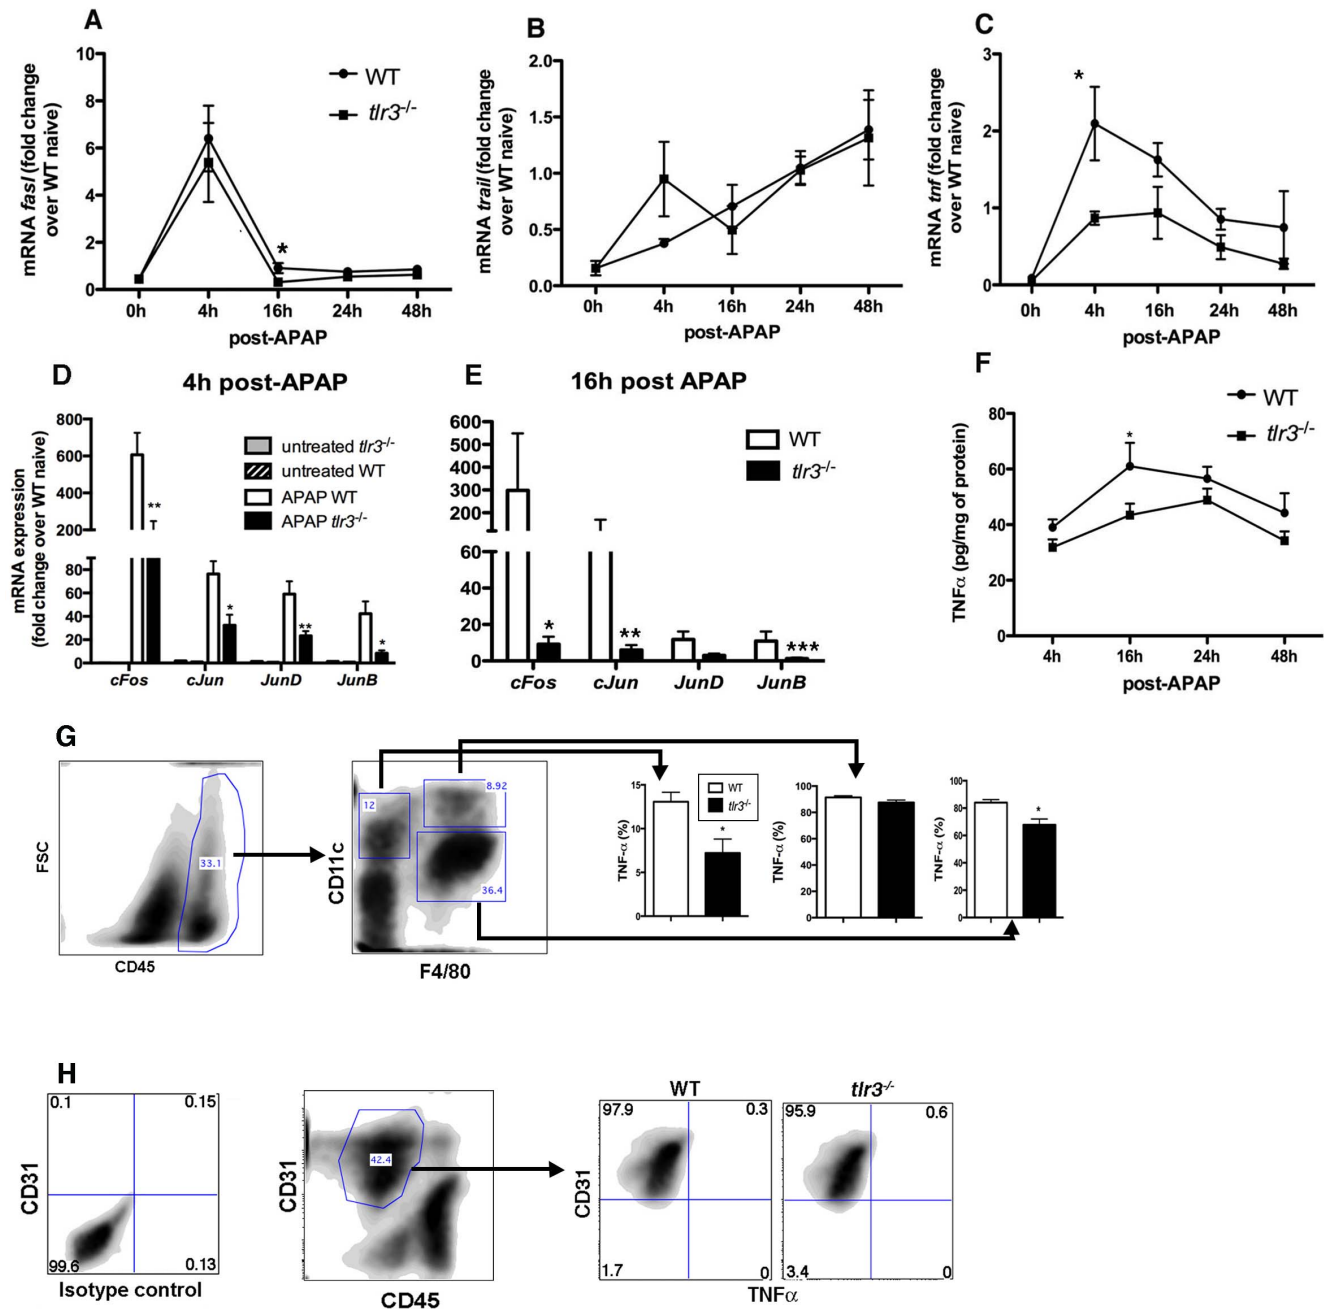 A
mRNA fasl (fold change
over WT naive)
10
8
6
4
2
0
WT
tlr3-/-
*
0h 4h 16h 24h 48h
post-APAP
B
mRNA trail (fold change
over WT naive)
2.0
1.5
1.0
0.5
0.0
0h 4h 16h 24h 48h
post-APAP
C
mRNA tnf (fold change
over WT naive)
3
2
1
0
*
0h 4h 16h 24h 48h
post-APAP
D
4h post-APAP
mRNA expression
(fold change over WT naive)
800
600
400
200
80
60
40
20
0
untreated tlr3-/-
untreated WT
APAP WT
APAP tlr3-/-
** * ** *
cFos cJun JunD JunB
E
16h post APAP
600
500
400
300
200
60
40
20
0
WT
tlr3-/-
* ** ***
cFos cJun JunD JunB
F
WT
tlr3-/-
TNFα (pg/mg of protein)
80
60
40
20
0
*
4h 16h 24h 48h
post-APAP
G
FSC
33.1
CD45
CD11c
12
8.92
36.4
F4/80
TNF-α (%)
15
10
5
0
WT
tlr3-/-
*
TNF-α (%)
100
80
60
40
20
0
TNF-α (%)
100
80
60
40
20
0
*
H
CD31
0.1 0.15
99.6 0.13
Isotype control
CD31
42.4
CD45
WT
CD31
97.9 0.3
1.7 0
tlr3-/-
95.9 0.6
3.4 0
TNFα